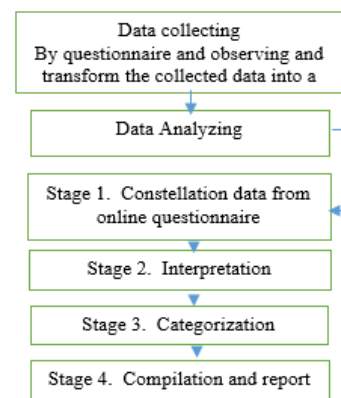 Data collecting
By questionnaire and observing and
transform the collected data into a
Data Analyzing
Stage 1. Constellation data from
online questionnaire
Stage 2. Interpretation
Stage 3. Categorization
Stage 4. Compilation and report